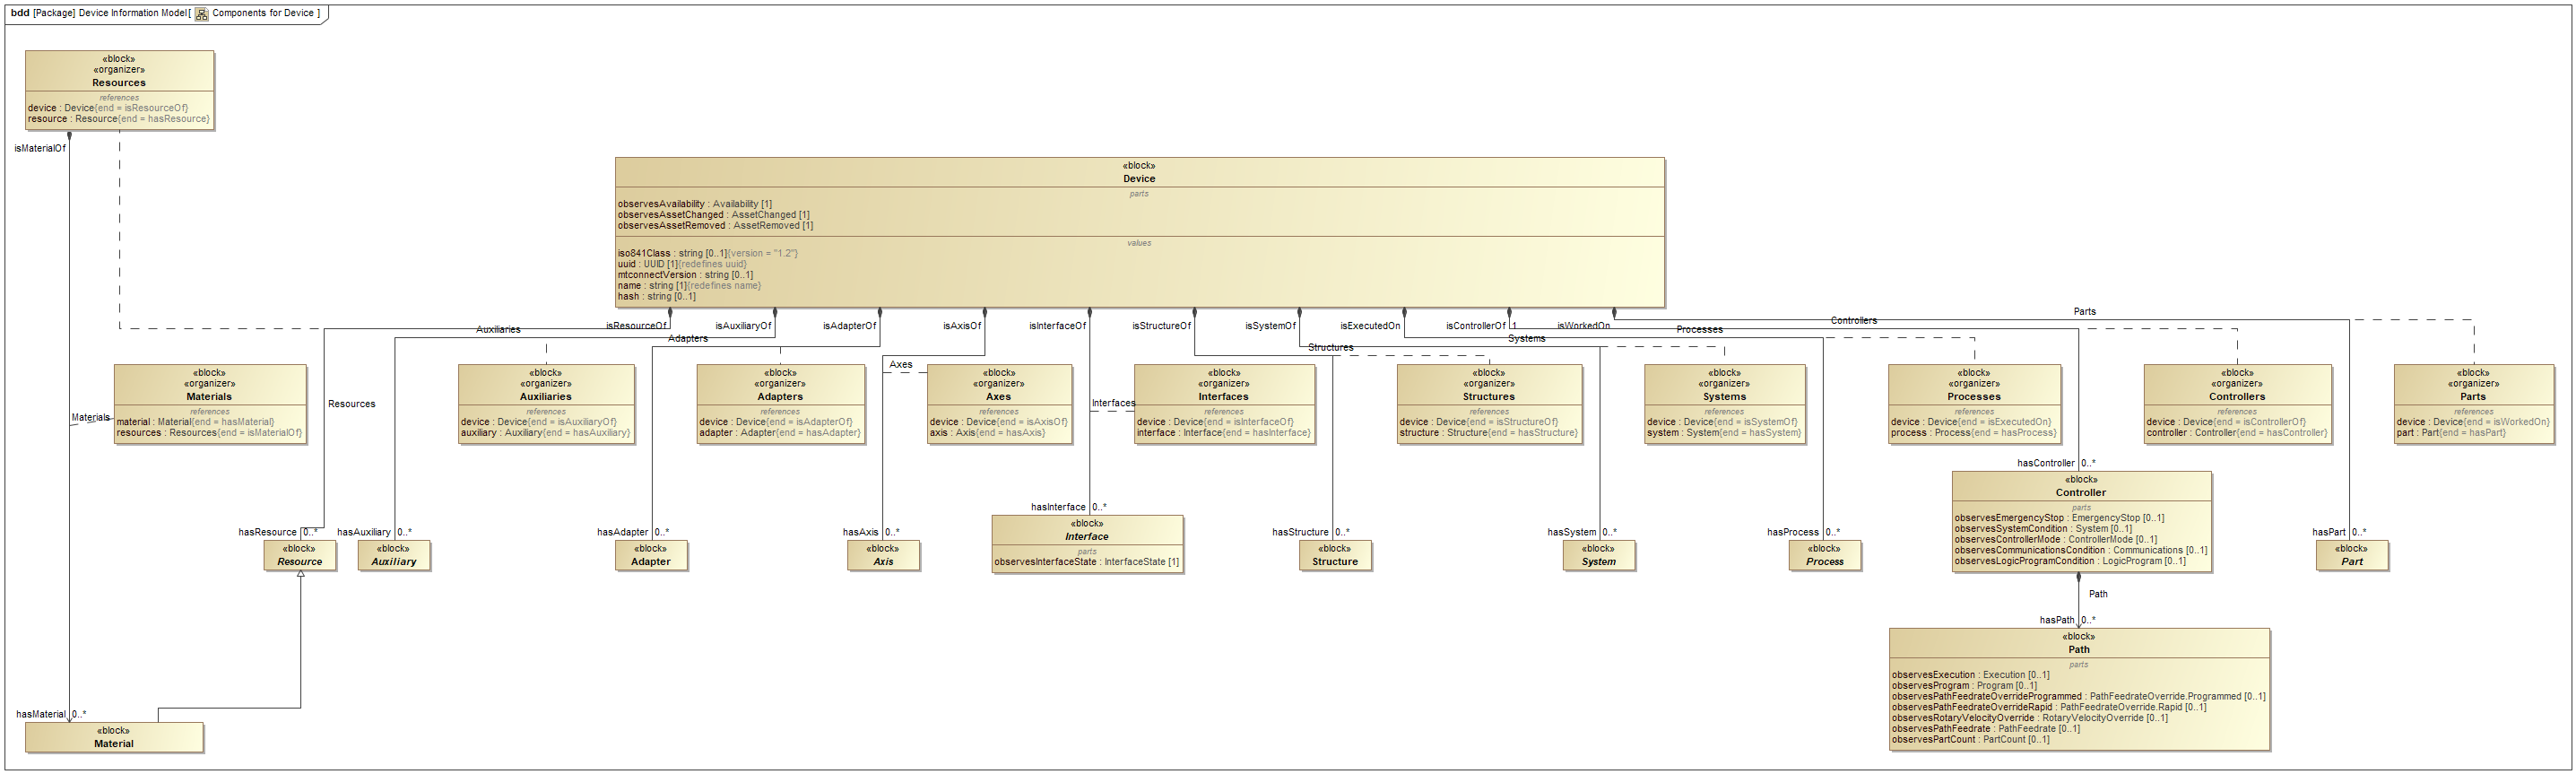 bdd [Package] Device Information Model[ Components for Device ]
«block»
«organizer»
Resources
references
device : Device{end = isResourceOf}
resource : Resource{end = hasResource}
isMaterialOf
«block»
Device
parts
observesAvailability : Availability [1]
observesAssetChanged : AssetChanged [1]
observesAssetRemoved : AssetRemoved [1]
values
iso841Class : string [0..1]{version = "1.2"}
uuid : UUID [1]{redefines uuid}
mtconnectVersion : string [0..1]
name : string [1]{redefines name}
hash : string [0..1]
isResourceOf
isAuxiliaryOf
isAdapterOf
isAxisOf
isInterfaceOf
isStructureOf
isSystemOf
isExecutedOn
isControllerOf 1
isWorkedOn
Auxiliaries
Adapters
Axes
Interfaces
Structures
Systems
Processes
Controllers
Parts
Resources
Materials
«block»
«organizer»
Materials
references
material : Material{end = hasMaterial}
resources : Resources{end = isMaterialOf}
«block»
«organizer»
Auxiliaries
references
device : Device{end = isAuxiliaryOf}
auxiliary : Auxiliary{end = hasAuxiliary}
«block»
«organizer»
Adapters
references
device : Device{end = isAdapterOf}
adapter : Adapter{end = hasAdapter}
«block»
«organizer»
Axes
references
device : Device{end = isAxisOf}
axis : Axis{end = hasAxis}
«block»
«organizer»
Interfaces
references
device : Device{end = isInterfaceOf}
interface : Interface{end = hasInterface}
«block»
«organizer»
Structures
references
device : Device{end = isStructureOf}
structure : Structure{end = hasStructure}
«block»
«organizer»
Systems
references
device : Device{end = isSystemOf}
system : System{end = hasSystem}
«block»
«organizer»
Processes
references
device : Device{end = isExecutedOn}
process : Process{end = hasProcess}
«block»
«organizer»
Controllers
references
device : Device{end = isControllerOf}
controller : Controller{end = hasController}
«block»
«organizer»
Parts
references
device : Device{end = isWorkedOn}
part : Part{end = hasPart}
hasResource 0..*
«block»
Resource
hasAuxiliary 0..*
«block»
Auxiliary
hasAdapter 0..*
«block»
Adapter
hasAxis 0..*
«block»
Axis
hasInterface 0..*
«block»
Interface
parts
observesInterfaceState : InterfaceState [1]
hasStructure 0..*
«block»
Structure
hasSystem 0..*
«block»
System
hasProcess 0..*
«block»
Process
hasController 0..*
«block»
Controller
parts
observesEmergencyStop : EmergencyStop [0..1]
observesSystemCondition : System [0..1]
observesControllerMode : ControllerMode [0..1]
observesCommunicationsCondition : Communications [0..1]
observesLogicProgramCondition : LogicProgram [0..1]
hasPart 0..*
«block»
Part
Path
hasPath 0..*
«block»
Path
parts
observesExecution : Execution [0..1]
observesProgram : Program [0..1]
observesPathFeedrateOverrideProgrammed : PathFeedrateOverride.Programmed [0..1]
observesPathFeedrateOverrideRapid : PathFeedrateOverride.Rapid [0..1]
observesRotaryVelocityOverride : RotaryVelocityOverride [0..1]
observesPathFeedrate : PathFeedrate [0..1]
observesPartCount : PartCount [0..1]
hasMaterial 0..*
«block»
Material